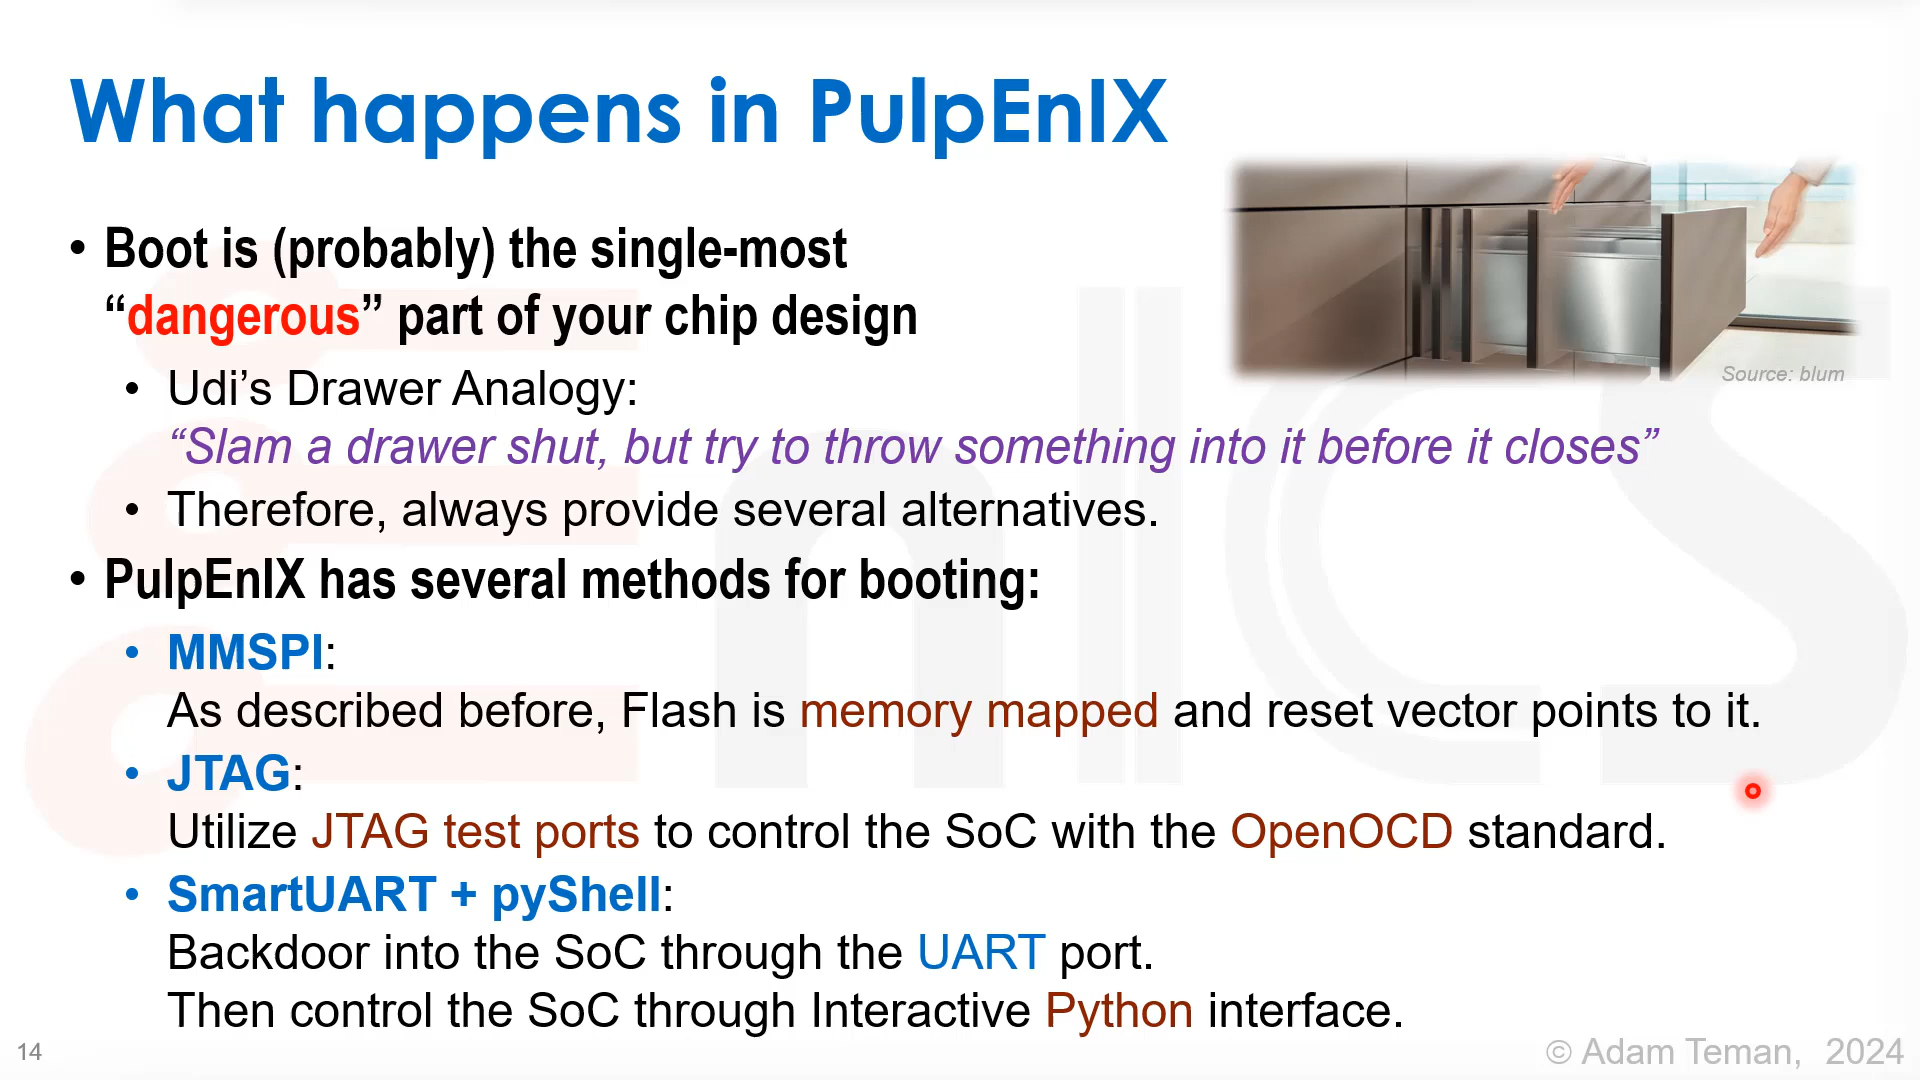 What happens in PulpEnIX
• Boot is (probably) the single-most
“dangerous” part of your chip design
Source: blum
• Udi’s Drawer Analogy:
“Slam a drawer shut, but try to throw something into it before it closes”
• Therefore, always provide several alternatives.
• PulpEnIX has several methods for booting:
• MMSPI:
As described before, Flash is memory mapped and reset vector points to it.
• JTAG:
Utilize JTAG test ports to control the SoC with the OpenOCD standard.
• SmartUART + pyShell:
Backdoor into the SoC through the UART port.
Then control the SoC through Interactive Python interface.
14
© Adam Teman, 2024
EnICS